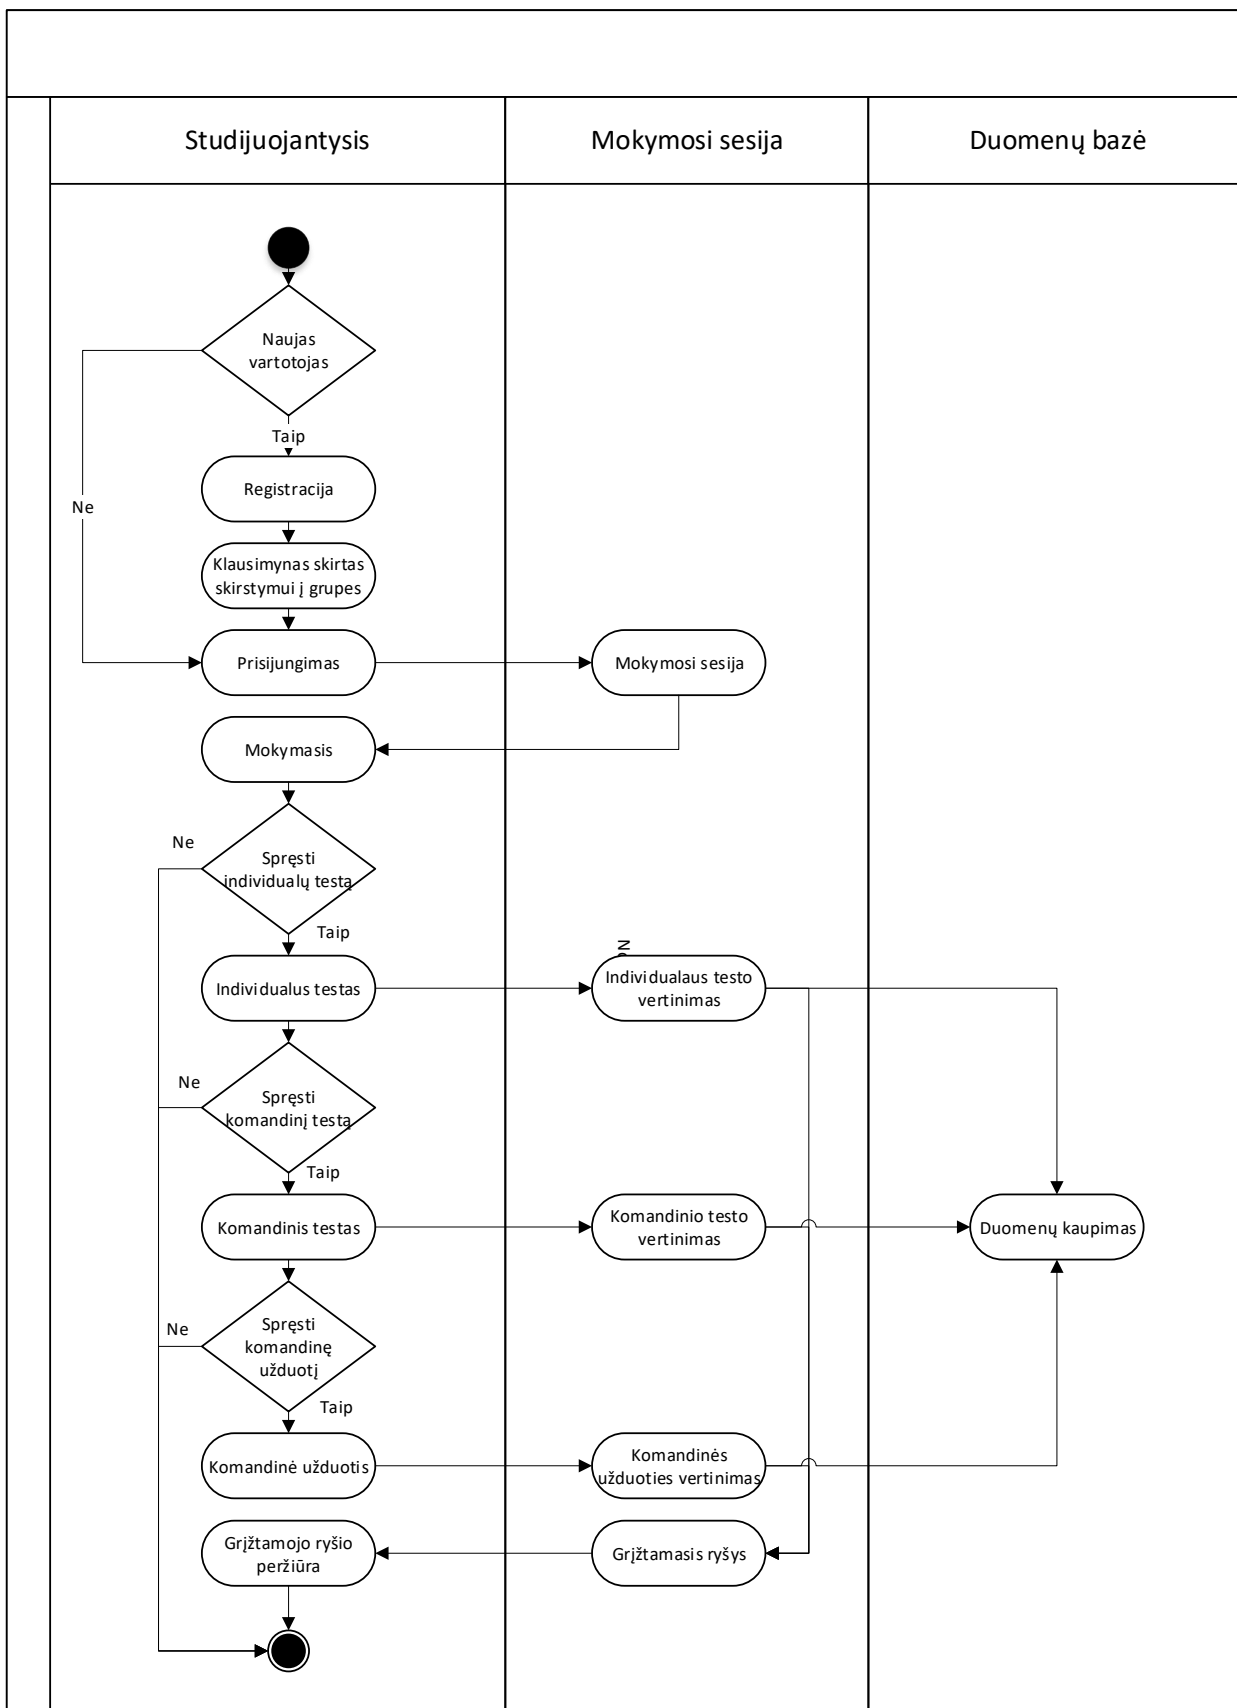 Studijuojantysis
Mokymosi sesija
Duomenų bazė
Naujas
vartotojas
Taip
Ne
Registracija
Klausimynas skirtas
skirstymui į grupes
Prisijungimas
Mokymosi sesija
Mokymasis
Ne
Spręsti
individualų testą
Taip
Individualus testas
Individualaus testo
vertinimas
Ne
Spręsti
komandinį testą
Taip
Komandinis testas
Komandinio testo
vertinimas
Duomenų kaupimas
Ne
Spręsti
komandinę
užduotį
Taip
Komandinė užduotis
Komandinės
užduoties vertinimas
Grįžtamojo ryšio
peržiūra
Grįžtamasis ryšys